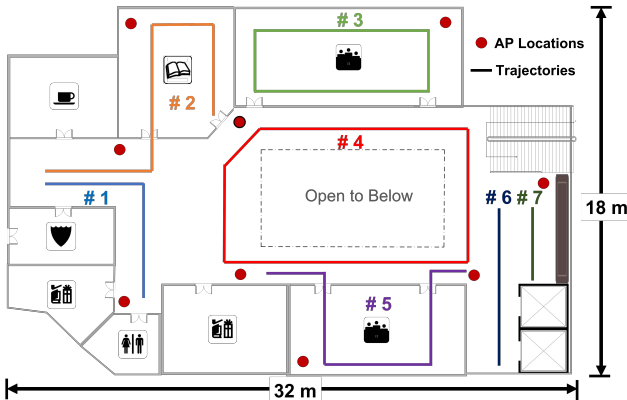 # 3
AP Locations
Trajectories
# 2
# 4
Open to Below
# 1
# 6
# 7
18 m
# 5
32 m